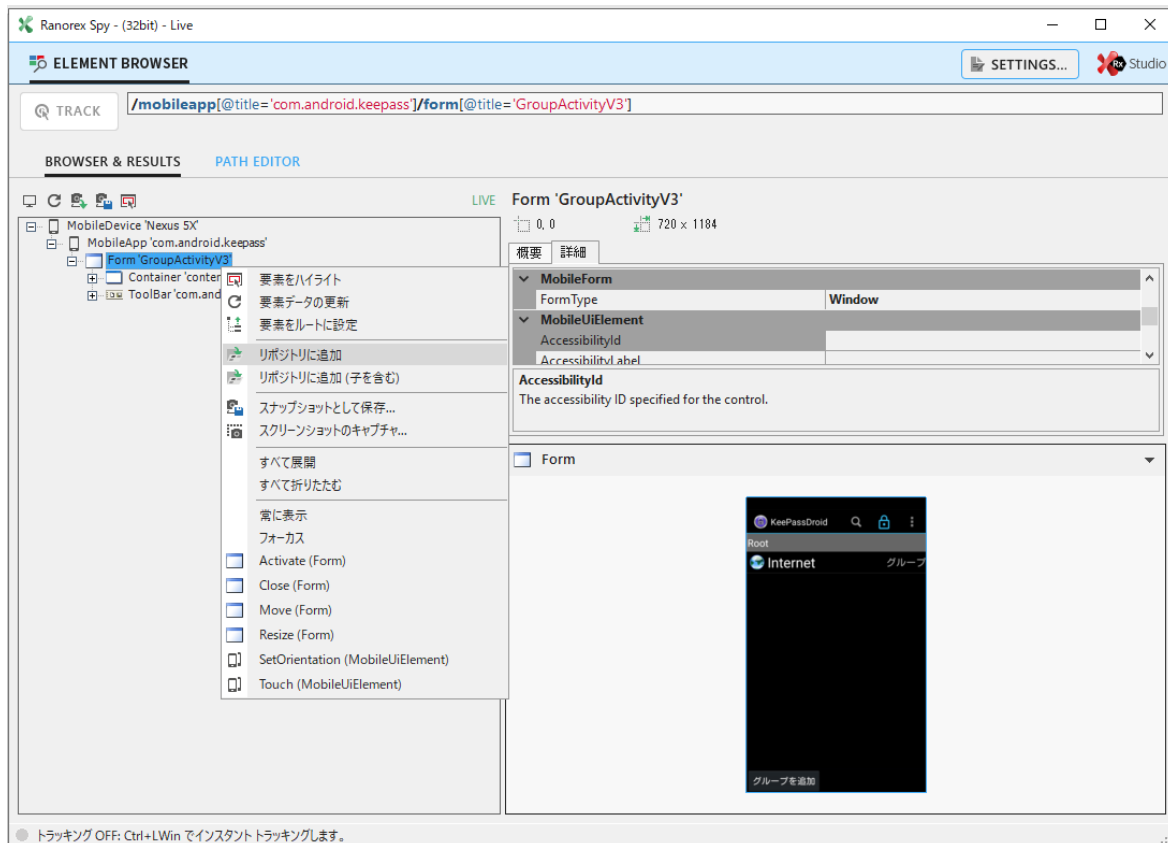 Ranorex Spy - (32bit) - Live
ELEMENT BROWSER
SETTINGS...
Rx
Studio
TRACK
/mobileapp[@title='com.android.keepass']/form[@title='GroupActivityV3']
BROWSER & RESULTS
PATH EDITOR
LIVE
MobileDevice 'Nexus 5X'
MobileApp 'com.android.keepass'
Form 'GroupActivityV3'
Container 'conter
ToolBar 'com.and
要素をハイライト
要素データの更新
要素をルートに設定
リポジトリに追加
リポジトリに追加 (子を含む)
スナップショットとして保存...
スクリーンショットのキャプチャ...
すべて展開
すべて折りたたむ
常に表示
フォーカス
Activate (Form)
Close (Form)
Move (Form)
Resize (Form)
SetOrientation (MobileUiElement)
Touch (MobileUiElement)
Form 'GroupActivityV3'
0, 0
720 x 1184
概要
詳細
MobileForm
FormType
Window
MobileUiElement
AccessibilityId
AccessibilityLabel
AccessibilityId
The accessibility ID specified for the control.
Form
KeePassDroid
Root
Internet
グループ
グループを追加
トラッキング OFF: Ctrl+LWin でインスタント トラッキングします。